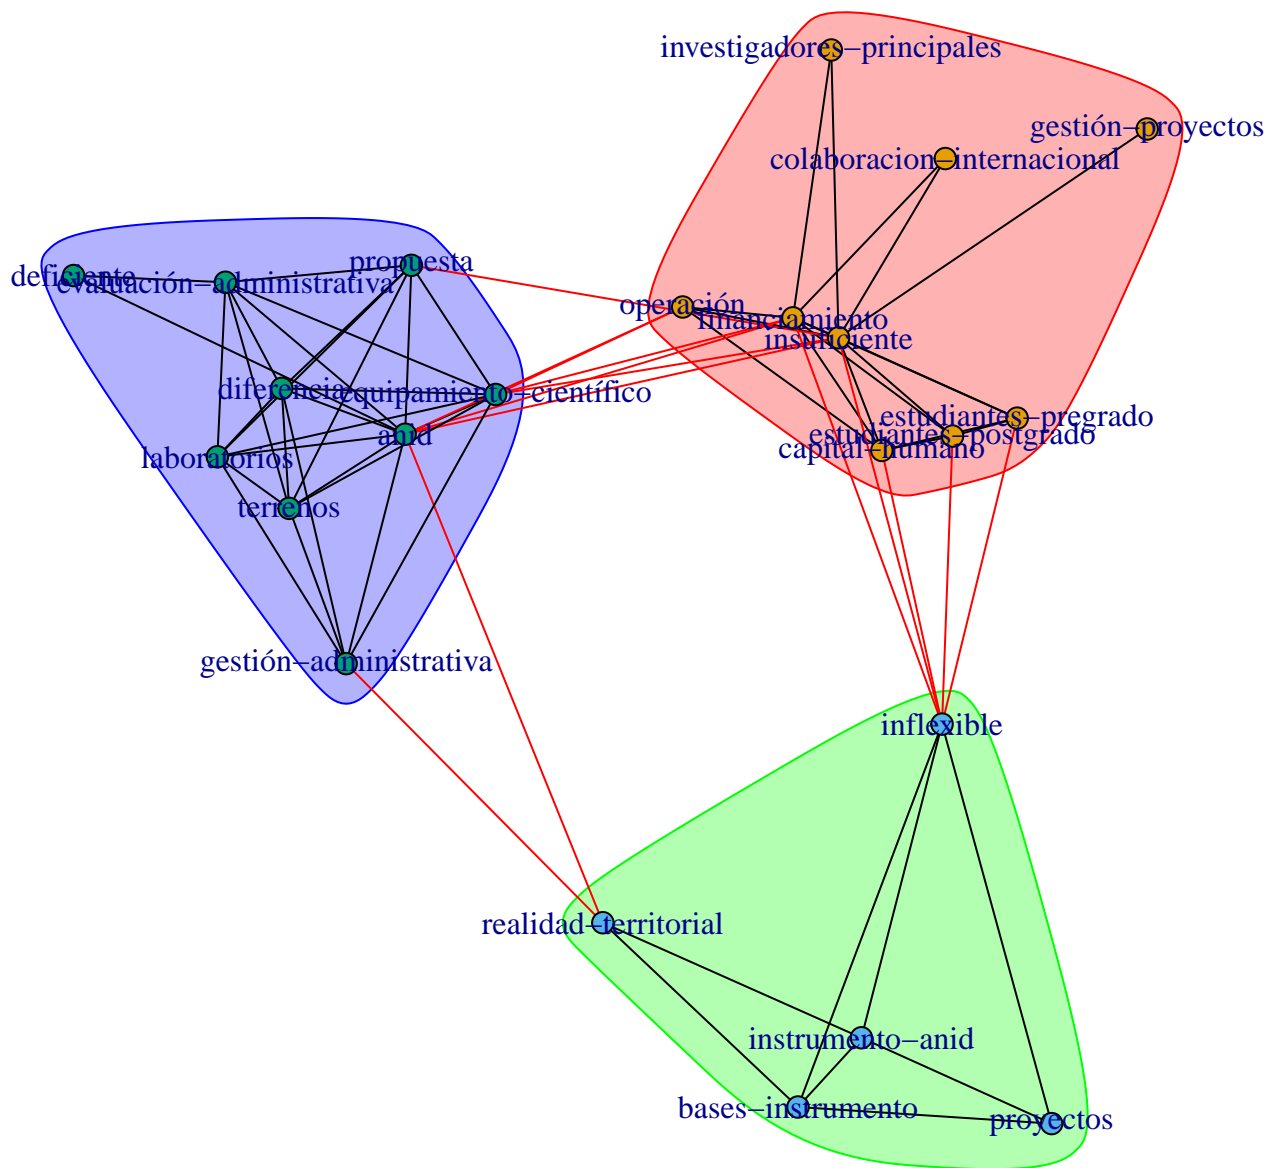 investigadores−principales
gestión−proyectos
colaboracion−internacional
propuesta
deficiente
evaluación−administrativa
operación
financiamiento
insuficiente
diferencia
equipamiento−científico
estudiantes−pregrado
anid
estudiantes−postgrado
capital−humano
laboratorios
terrenos
gestión−administrativa
inflexible
realidad−territorial
instrumento−anid
bases−instrumento
proyectos